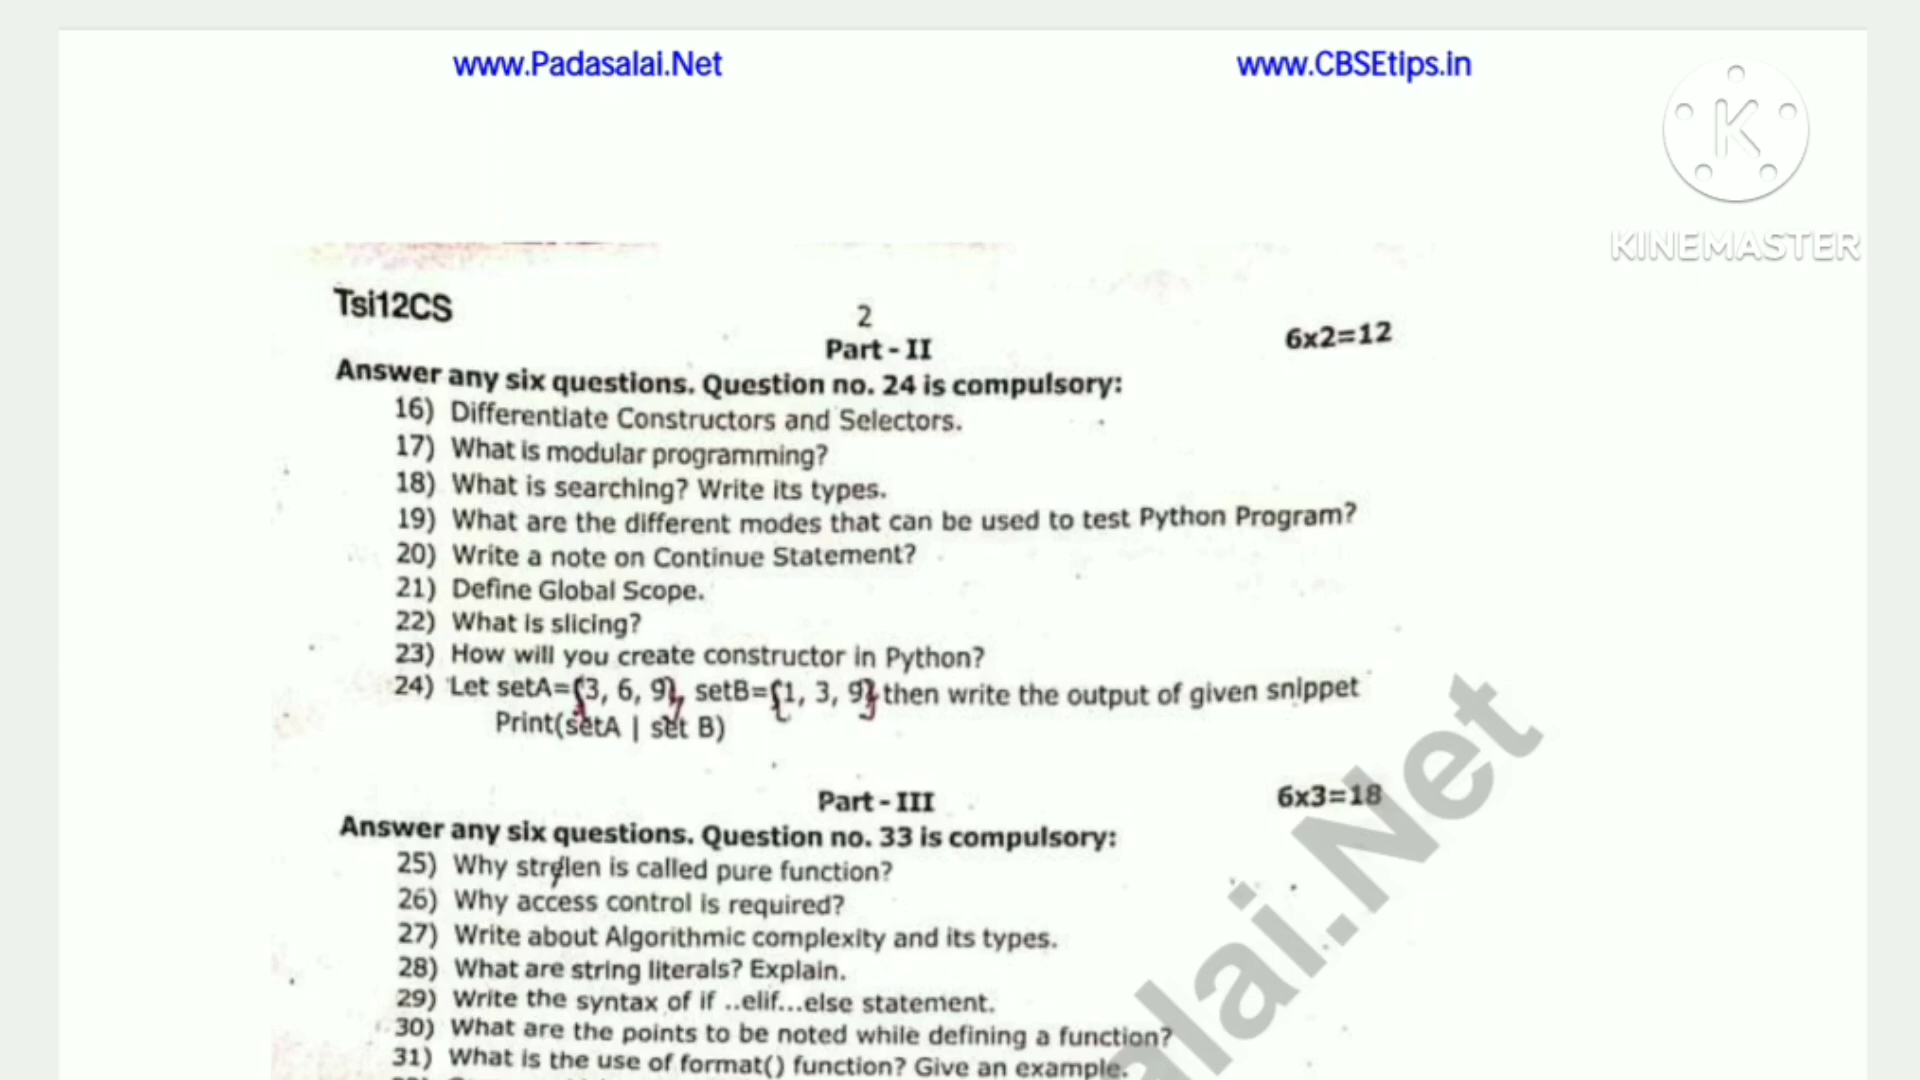 www.Padasalai.Net www.CBSEtips.in
K
KINEMASTER
Tsi12CS
2
Part - II 6x2=12
Answer any six questions. Question no. 24 is compulsory:
16) Differentiate Constructors and Selectors.
17) What is modular programming?
18) What is searching? Write its types.
19) What are the different modes that can be used to test Python Program?
20) Write a note on Continue Statement?
21) Define Global Scope.
22) What is slicing?
23) How will you create constructor in Python?
24) Let setA={3, 6, 9}, setB={1, 3, 9} then write the output of given snippet
Print(setA | set B)
Part - III 6x3=18
Answer any six questions. Question no. 33 is compulsory:
25) Why strlen is called pure function?
26) Why access control is required?
27) Write about Algorithmic complexity and its types.
28) What are string literals? Explain.
29) Write the syntax of if ..elif...else statement.
30) What are the points to be noted while defining a function?
31) What is the use of format() function? Give an example.
alai.Net